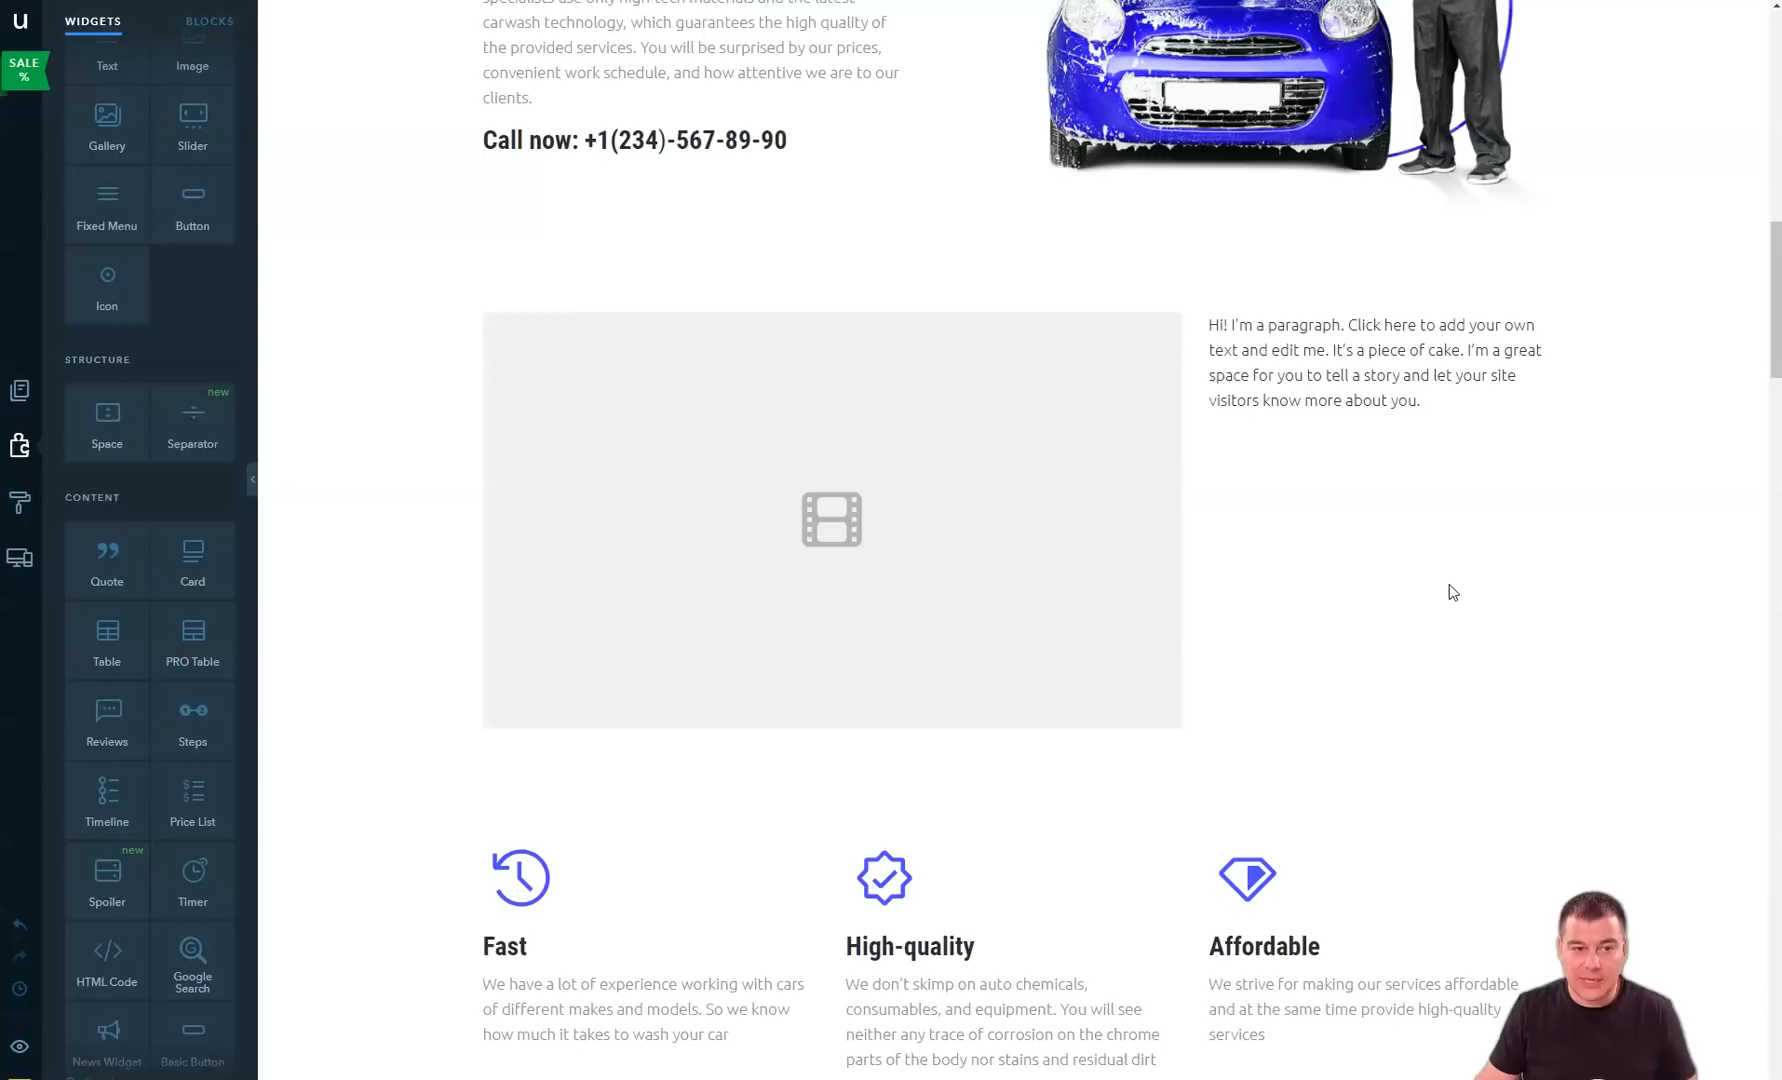 u
WIDGETS
BLOCKS
SALE
%
Text
Image
Gallery
Slider
Fixed Menu
Button
Icon
STRUCTURE
new
Space
Separator
CONTENT
Quote
Card
Table
PRO Table
Reviews
Steps
Timeline
Price List
new
Spoiler
Timer
HTML Code
Google
Search
News Widget
Basic Button
carwash technology, which guarantees the high quality of
the provided services. You will be surprised by our prices,
convenient work schedule, and how attentive we are to our
clients.
Call now: +1(234)-567-89-90
Hi! I'm a paragraph. Click here to add your own
text and edit me. It's a piece of cake. I'm a great
space for you to tell a story and let your site
visitors know more about you.
Fast
We have a lot of experience working with cars
of different makes and models. So we know
how much it takes to wash your car
High-quality
We don't skimp on auto chemicals,
consumables, and equipment. You will see
neither any trace of corrosion on the chrome
parts of the body nor stains and residual dirt
Affordable
We strive for making our services affordable
and at the same time provide high-quality
services